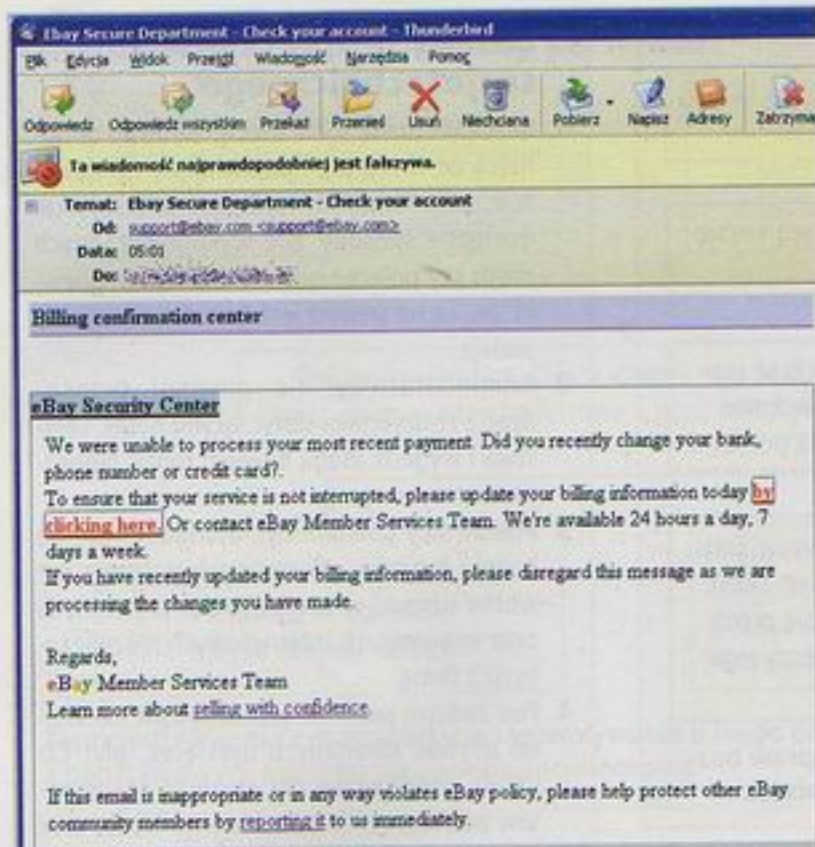 Ebay Secure Department - Check your account - Thunderbird
Plik Edycja Widok Przejdź Wiadomość Narzędzia Pomoc
Odpowiedz Odpowiedz wszystkim Przekaż Przenieś Usuń Niechciana Pobierz Napisz Adresy Zatrzyma
Ta wiadomość najprawdopodobniej jest fałszywa.
Temat: Ebay Secure Department - Check your account
Od: support@ebay.com <support@ebay.com>
Data: 05:01
Do:
Billing confirmation center
eBay Security Center
We were unable to process your most recent payment. Did you recently change your bank,
phone number or credit card?.
To ensure that your service is not interrupted, please update your billing information today by
clicking here. Or contact eBay Member Services Team. We're available 24 hours a day, 7
days a week.
If you have recently updated your billing information, please disregard this message as we are
processing the changes you have made.
Regards,
eBay Member Services Team
Learn more about selling with confidence.
If this email is inappropriate or in any way violates eBay policy, please help protect other eBay
community members by reporting it to us immediately.